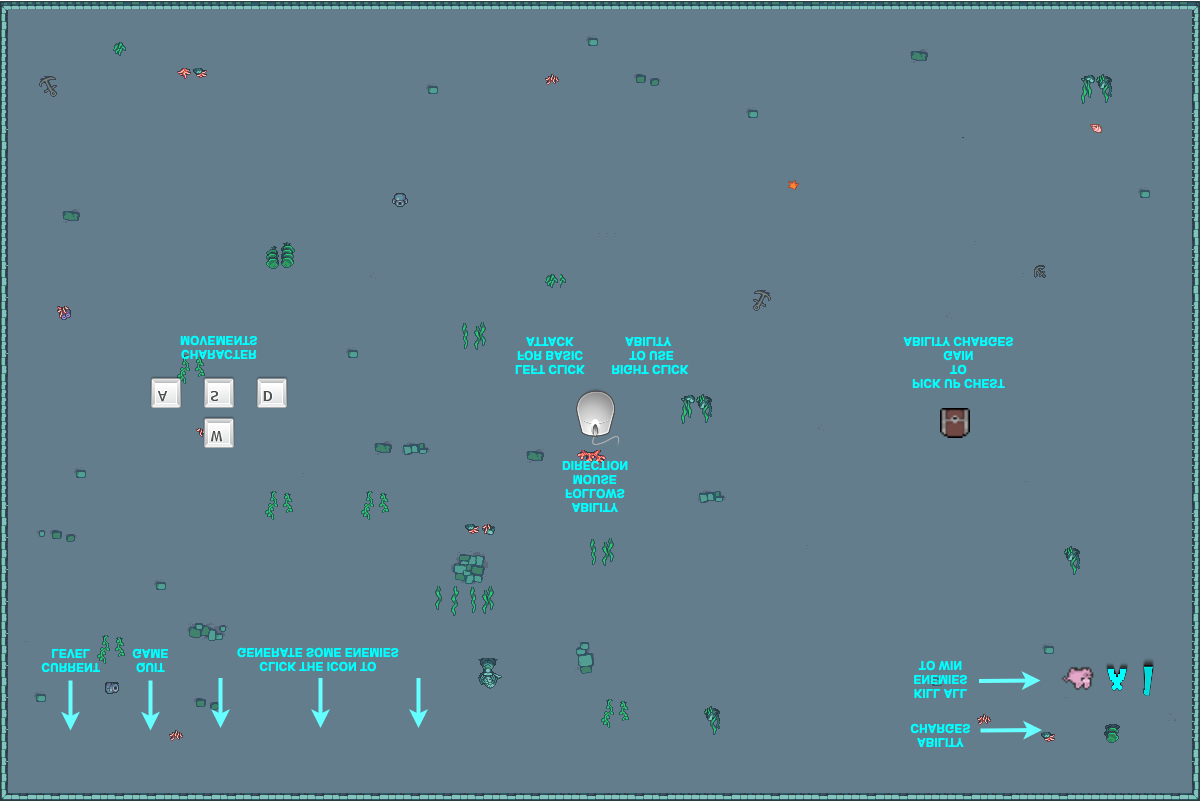 CURRENT
LEVEL
QUIT
GAME
CLICK THE ICON TO
GENERATE SOME ENEMIES
ABILITY
CHARGES
KILL ALL
ENEMIES
TO WIN
W
A S D
CHARACTER
MOVEMENTS
ABILITY
FOLLOWS
MOUSE
DIRECTION
LEFT CLICK
FOR BASIC
ATTACK
RIGHT CLICK
TO USE
ABILITY
PICK UP CHEST
TO
GAIN
ABILITY CHARGES